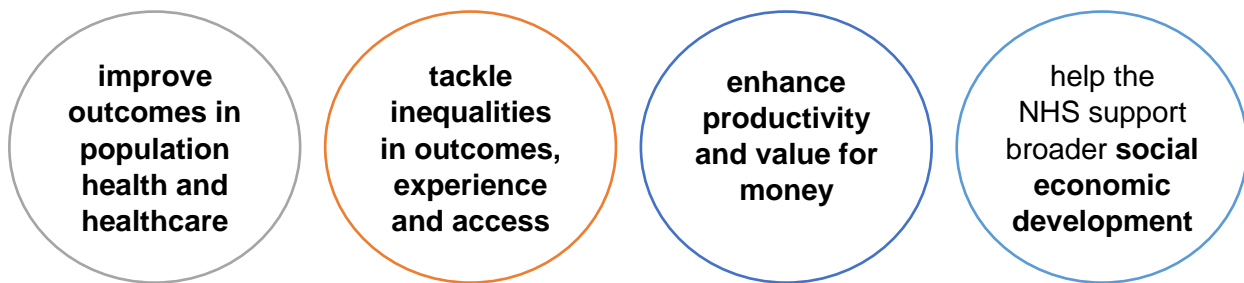 improve
outcomes in
population
health and
healthcare
tackle
inequalities
in outcomes,
experience
and access
enhance
productivity
and value for
money
help the
NHS support
broader social
economic
development